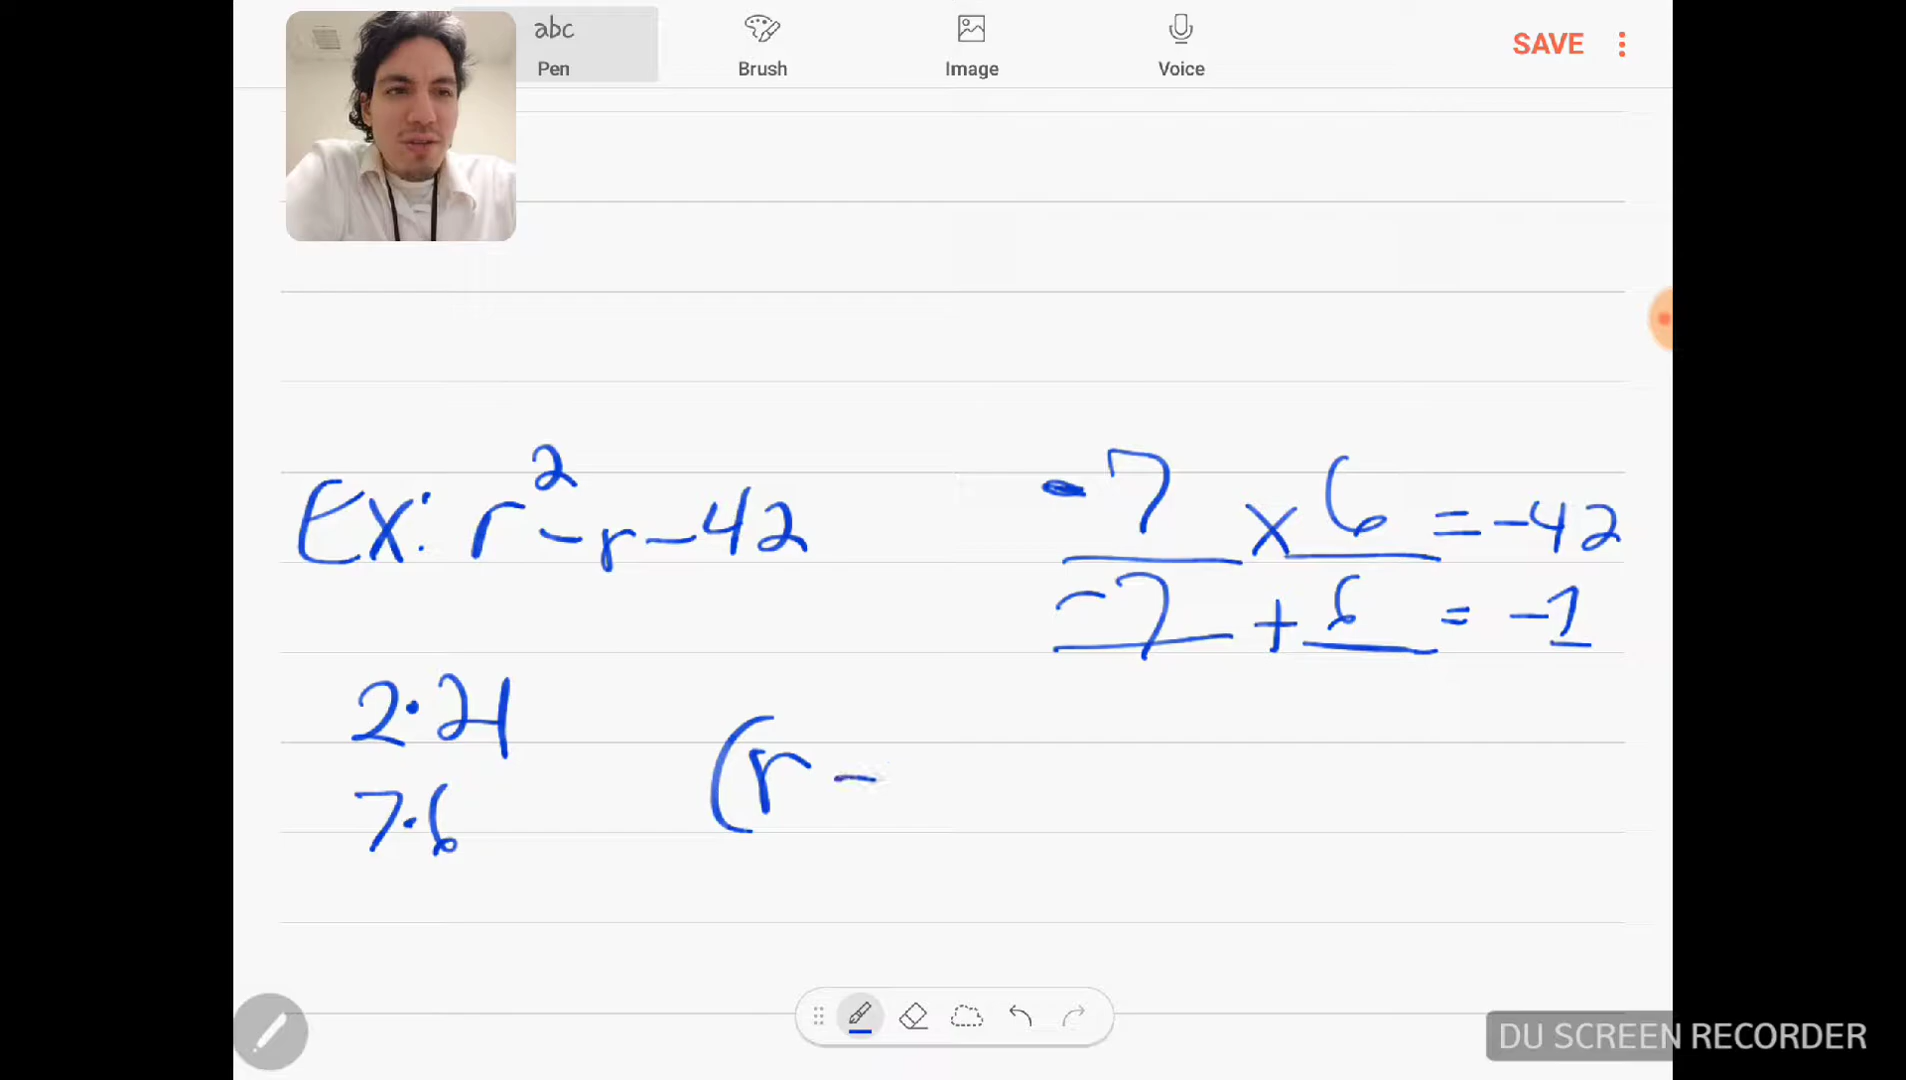 abc
Pen
Brush
Image
Voice
SAVE
Ex: r² - r - 42
-7 x 6 = -42
-7 + 6 = -1
2·21
7·6
(r -
DU SCREEN RECORDER